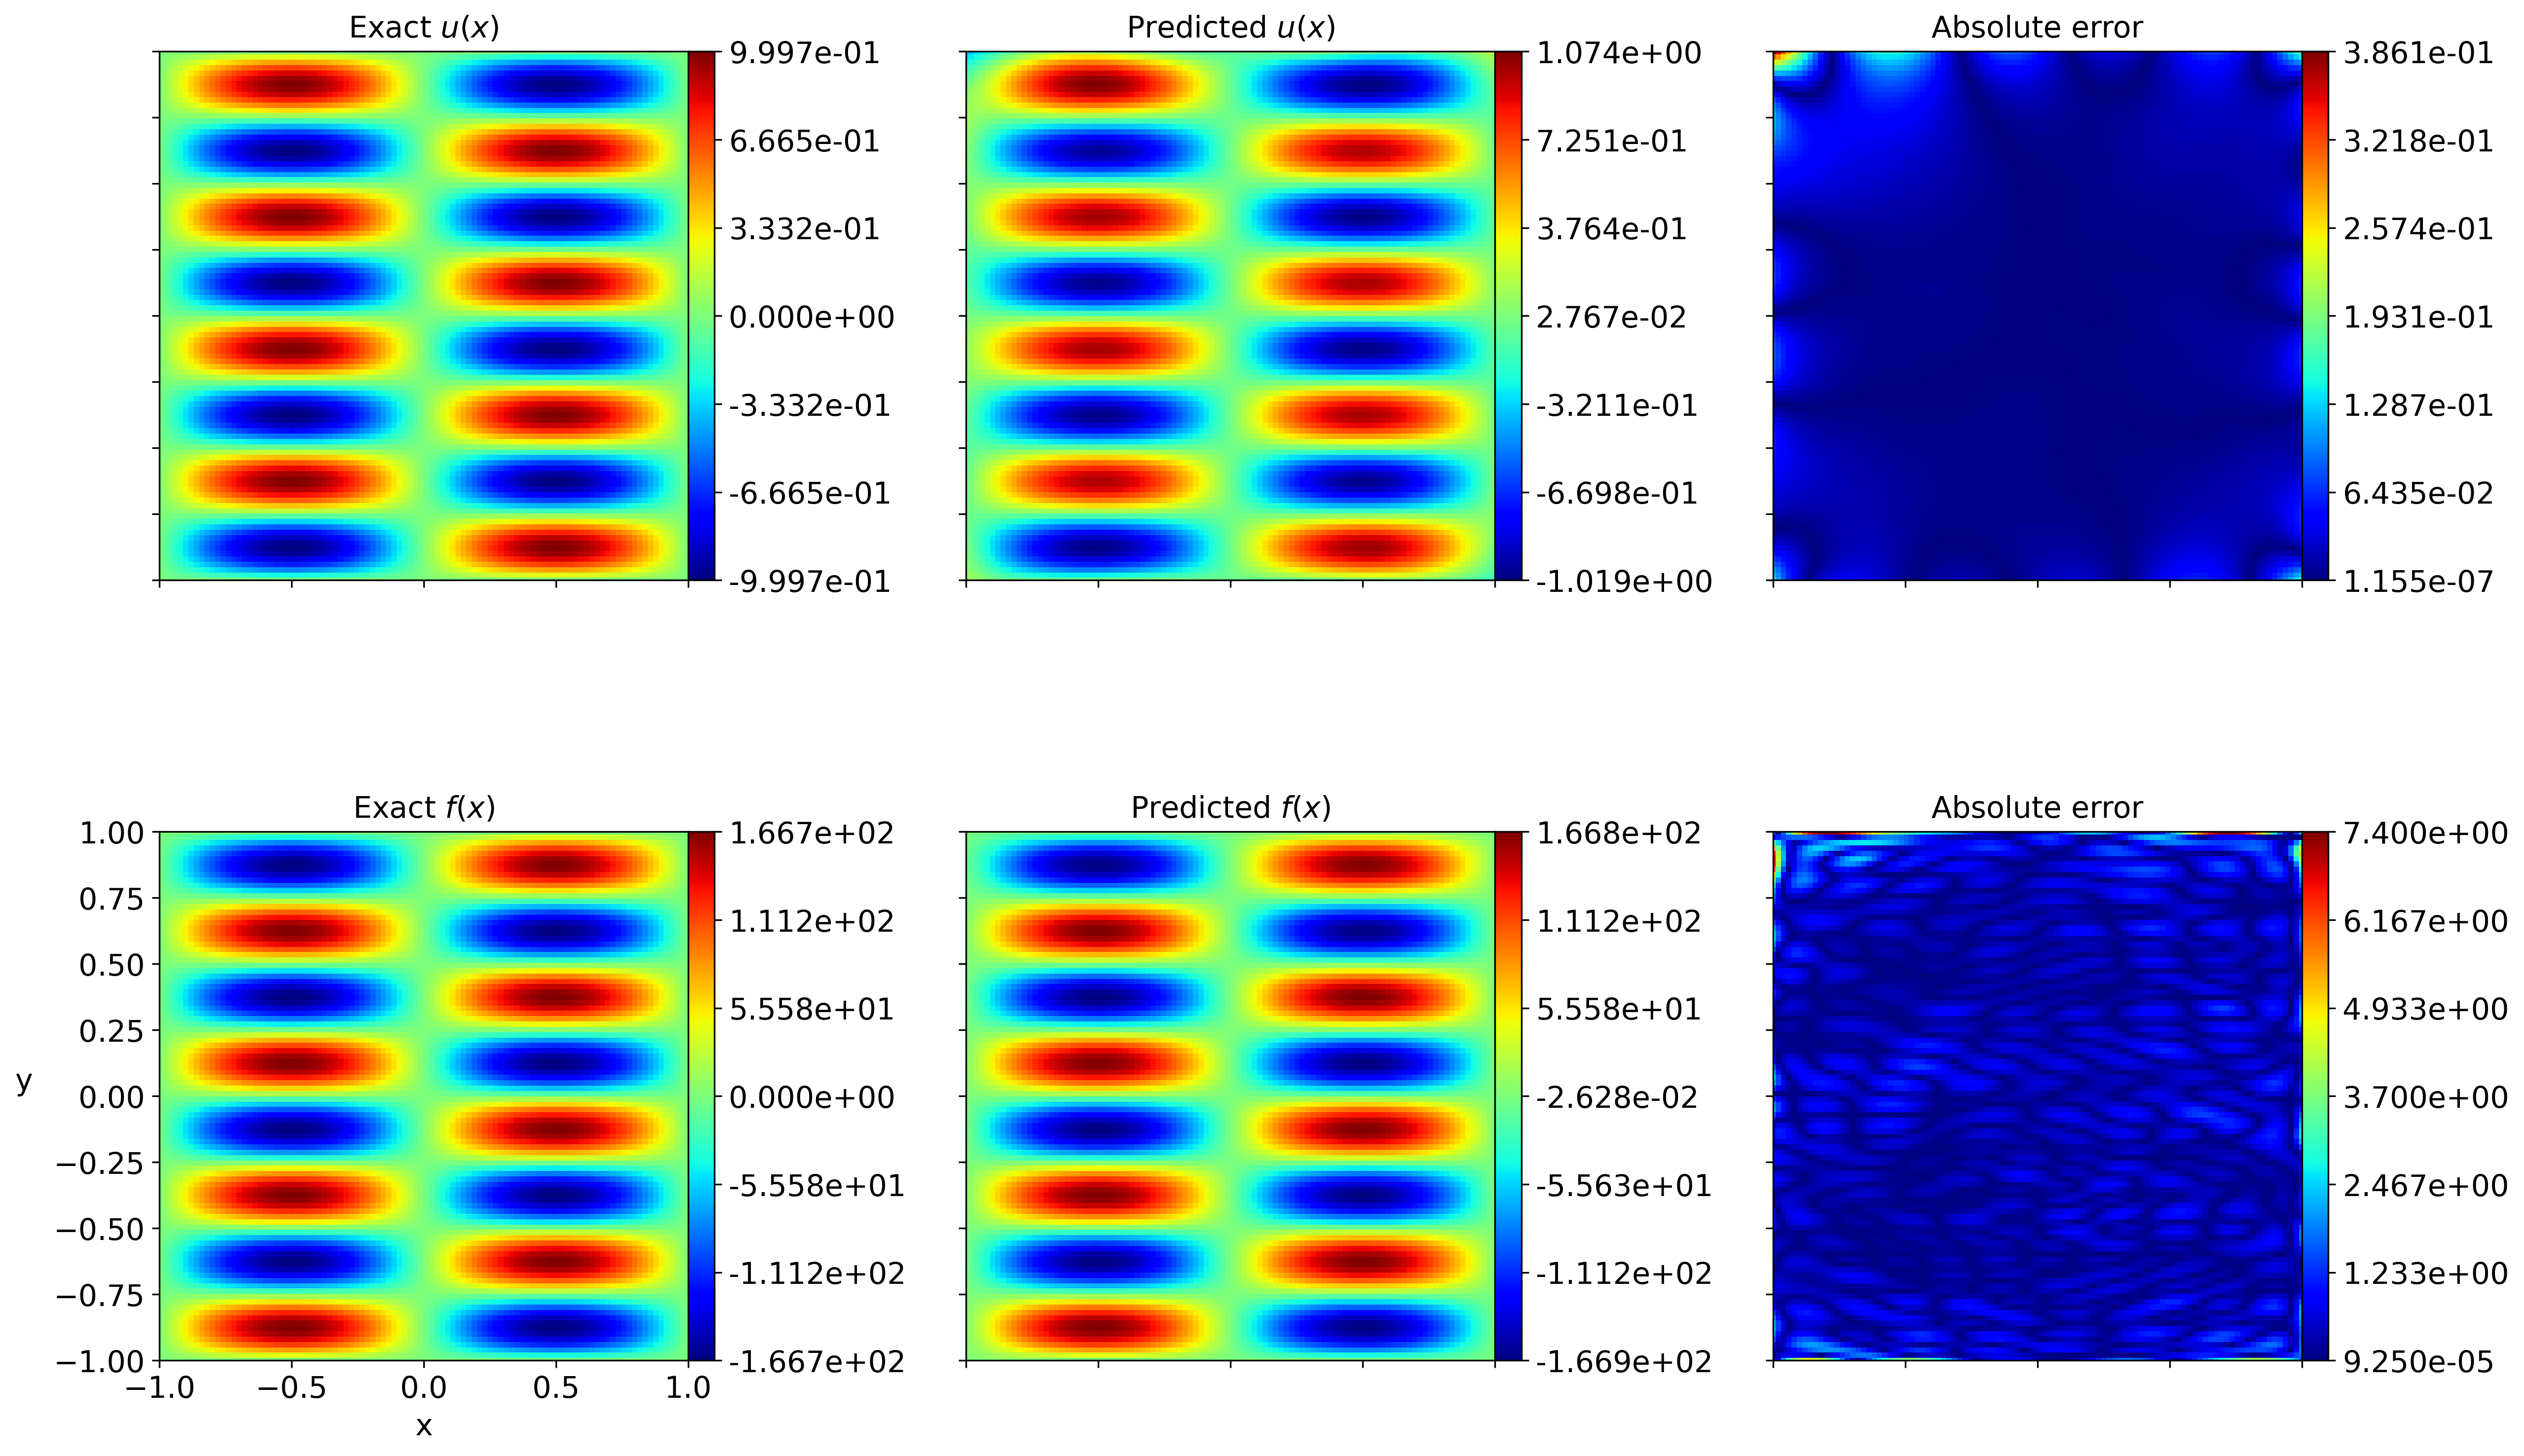 Exact u(x)
9.997e-01
6.665e-01
3.332e-01
0.000e+00
-3.332e-01
-6.665e-01
-9.997e-01
Predicted u(x)
1.074e+00
7.251e-01
3.764e-01
2.767e-02
-3.211e-01
-6.698e-01
-1.019e+00
Absolute error
3.861e-01
3.218e-01
2.574e-01
1.931e-01
1.287e-01
6.435e-02
1.155e-07
Exact f(x)
y
1.00
0.75
0.50
0.25
0.00
−0.25
−0.50
−0.75
−1.00
−1.0 −0.5 0.0 0.5 1.0
x
1.667e+02
1.112e+02
5.558e+01
0.000e+00
-5.558e+01
-1.112e+02
-1.667e+02
Predicted f(x)
1.668e+02
1.112e+02
5.558e+01
-2.628e-02
-5.563e+01
-1.112e+02
-1.669e+02
Absolute error
7.400e+00
6.167e+00
4.933e+00
3.700e+00
2.467e+00
1.233e+00
9.250e-05